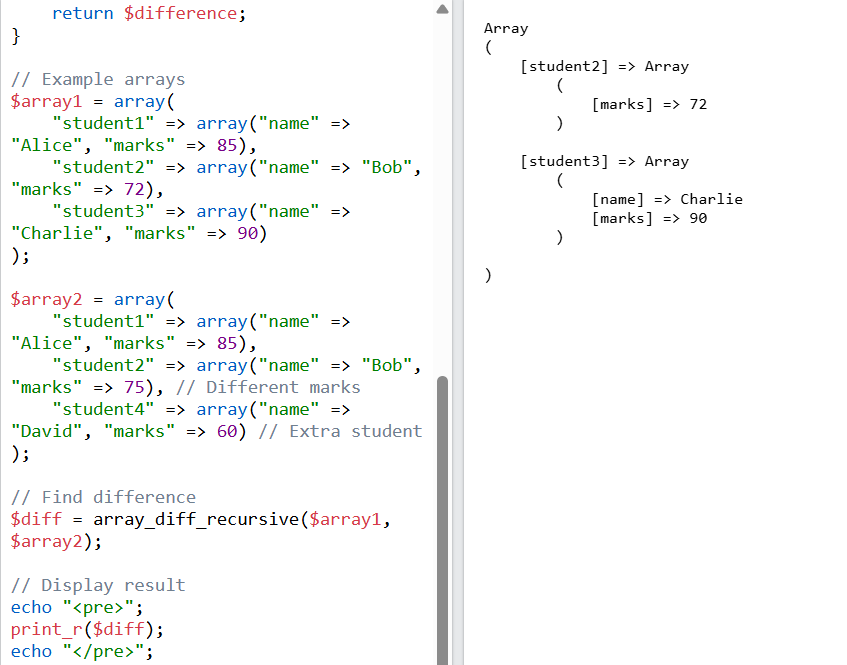 return $difference;
}

// Example arrays
$array1 = array(
    "student1" => array("name" =>
"Alice", "marks" => 85),
    "student2" => array("name" => "Bob",
"marks" => 72),
    "student3" => array("name" =>
"Charlie", "marks" => 90)
);

$array2 = array(
    "student1" => array("name" =>
"Alice", "marks" => 85),
    "student2" => array("name" => "Bob",
"marks" => 75), // Different marks
    "student4" => array("name" =>
"David", "marks" => 60) // Extra student
);

// Find difference
$diff = array_diff_recursive($array1,
$array2);

// Display result
echo "<pre>";
print_r($diff);
echo "</pre>";

Array
(
    [student2] => Array
        (
            [marks] => 72
        )

    [student3] => Array
        (
            [name] => Charlie
            [marks] => 90
        )

)